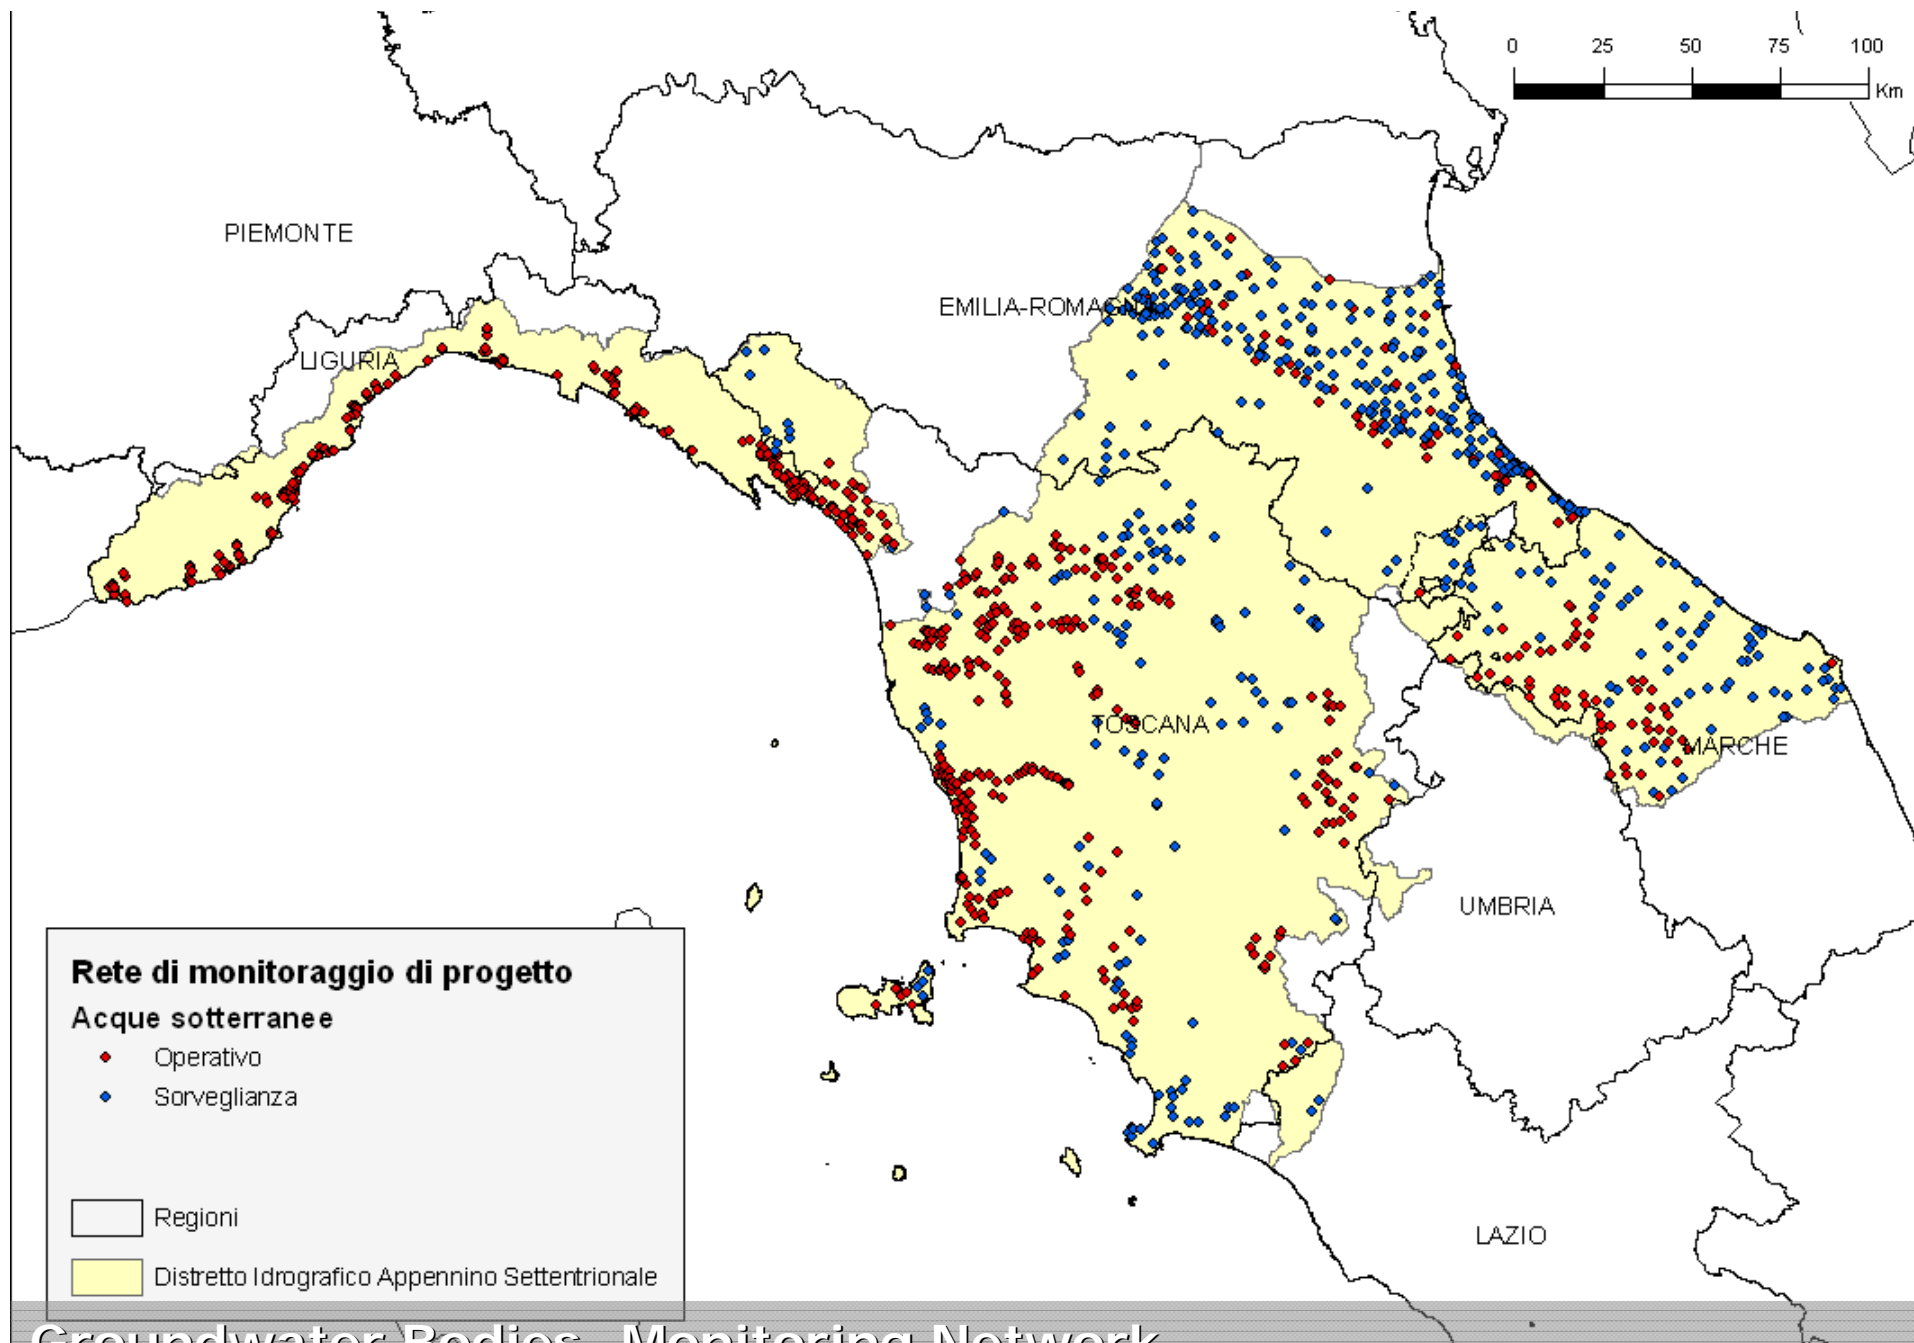 0 25 50 75 100
Km
PIEMONTE
EMILIA-ROMAGNA
LIGURIA
TOSCANA
MARCHE
UMBRIA
LAZIO
Rete di monitoraggio di progetto
Acque sotterranee
Operativo
Sorveglianza
Regioni
Distretto Idrografico Appennino Settentrionale
Groundwater Bodies Monitoring Network